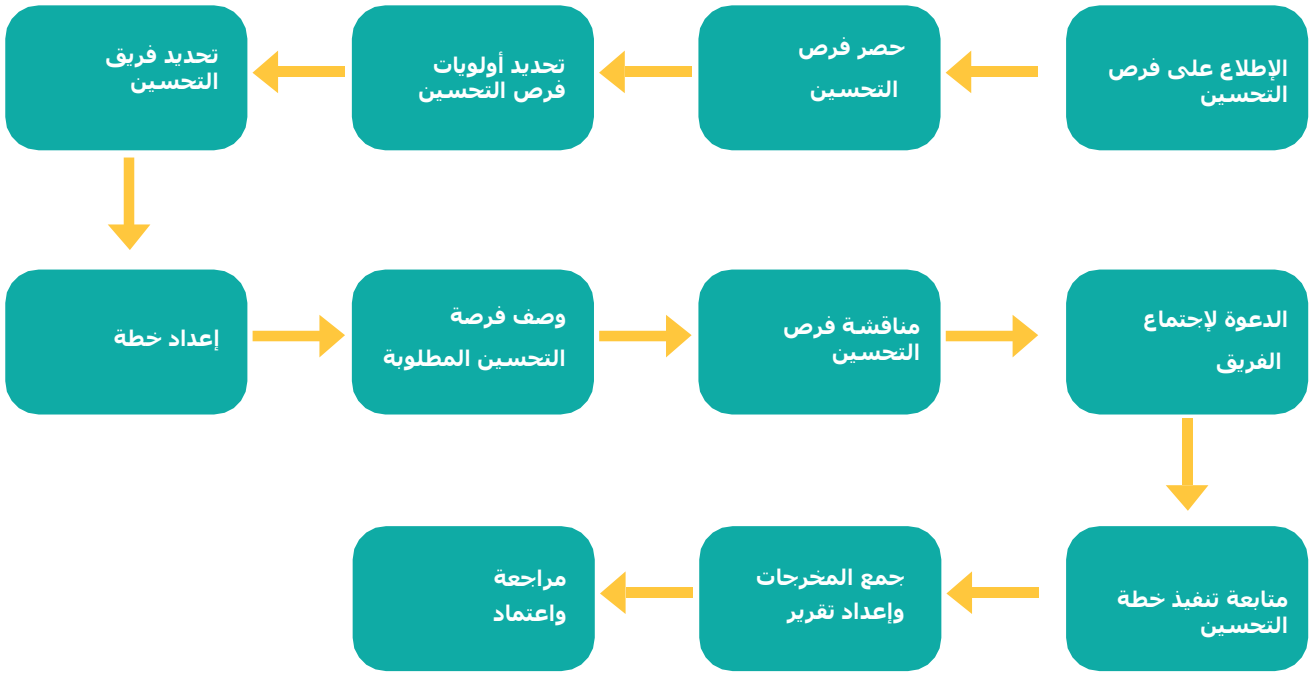 الإطلاع على فرص
التحسين
حصر فرص
التحسين
تحديد أولويات
فرص التحسين
تحديد فريق
التحسين
إعداد خطة
وصف فرصة
التحسين المطلوبة
مناقشة فرص
التحسين
الدعوة لإجتماع
الفريق
متابعة تنفيذ خطة
التحسين
جمع المخرجات
وإعداد تقرير
مراجعة
واعتماد